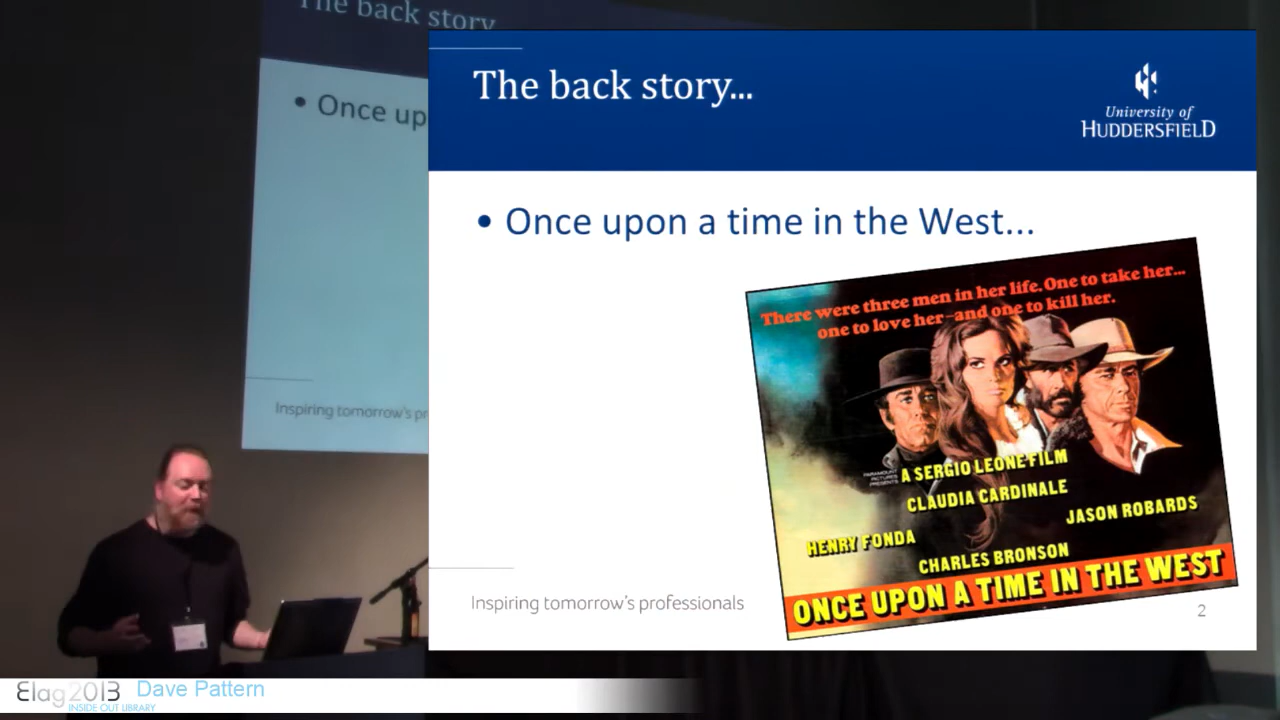 The back story
• Once up
Inspiring tomorrow's pr
The back story...
University of
HUDDERSFIELD
• Once upon a time in the West...
There were three men in her life. One to take her...
one to love her—and one to kill her.
PARAMOUNT
PICTURES
PRESENTS
A SERGIO LEONE FILM
CLAUDIA CARDINALE
JASON ROBARDS
HENRY FONDA
CHARLES BRONSON
ONCE UPON A TIME IN THE WEST
Inspiring tomorrow's professionals
2
Elag2013
INSIDE OUT LIBRARY
Dave Pattern